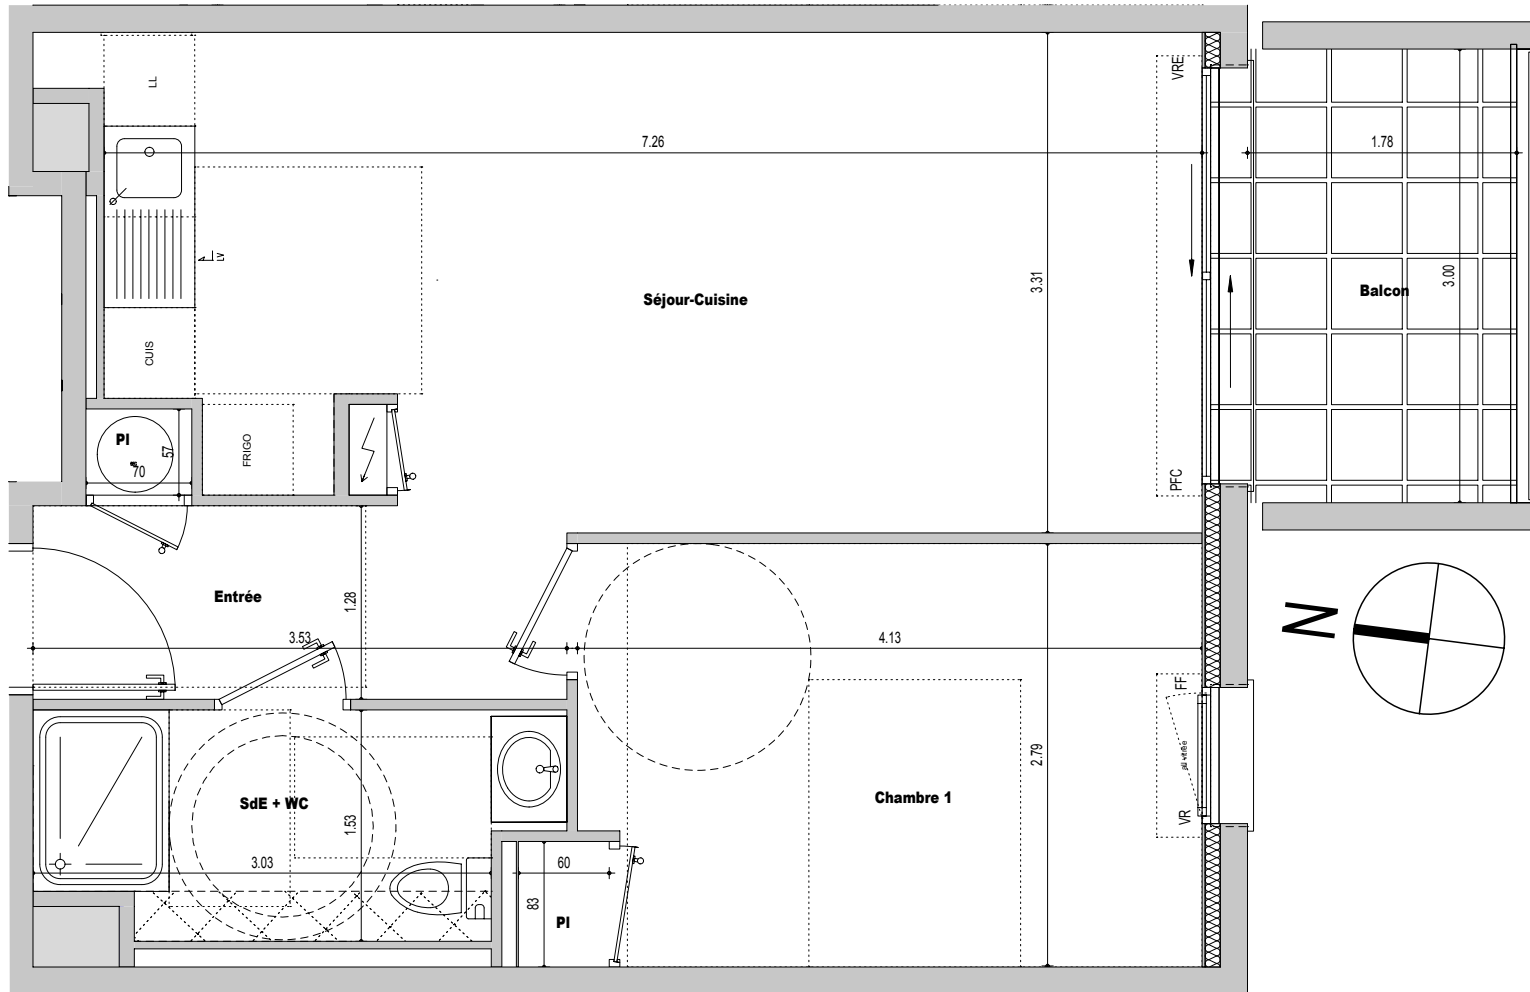 LL
VRE
7.26
1.78
LV
3.31
3.00
Séjour-Cuisine
Balcon
CUIS
Pl
57
70
FRIGO
PFC
Entrée
1.28
3.53
4.13
N
FF
2.79
VR
SdE + WC
1.53
Chambre 1
3.03
60
83
Pl